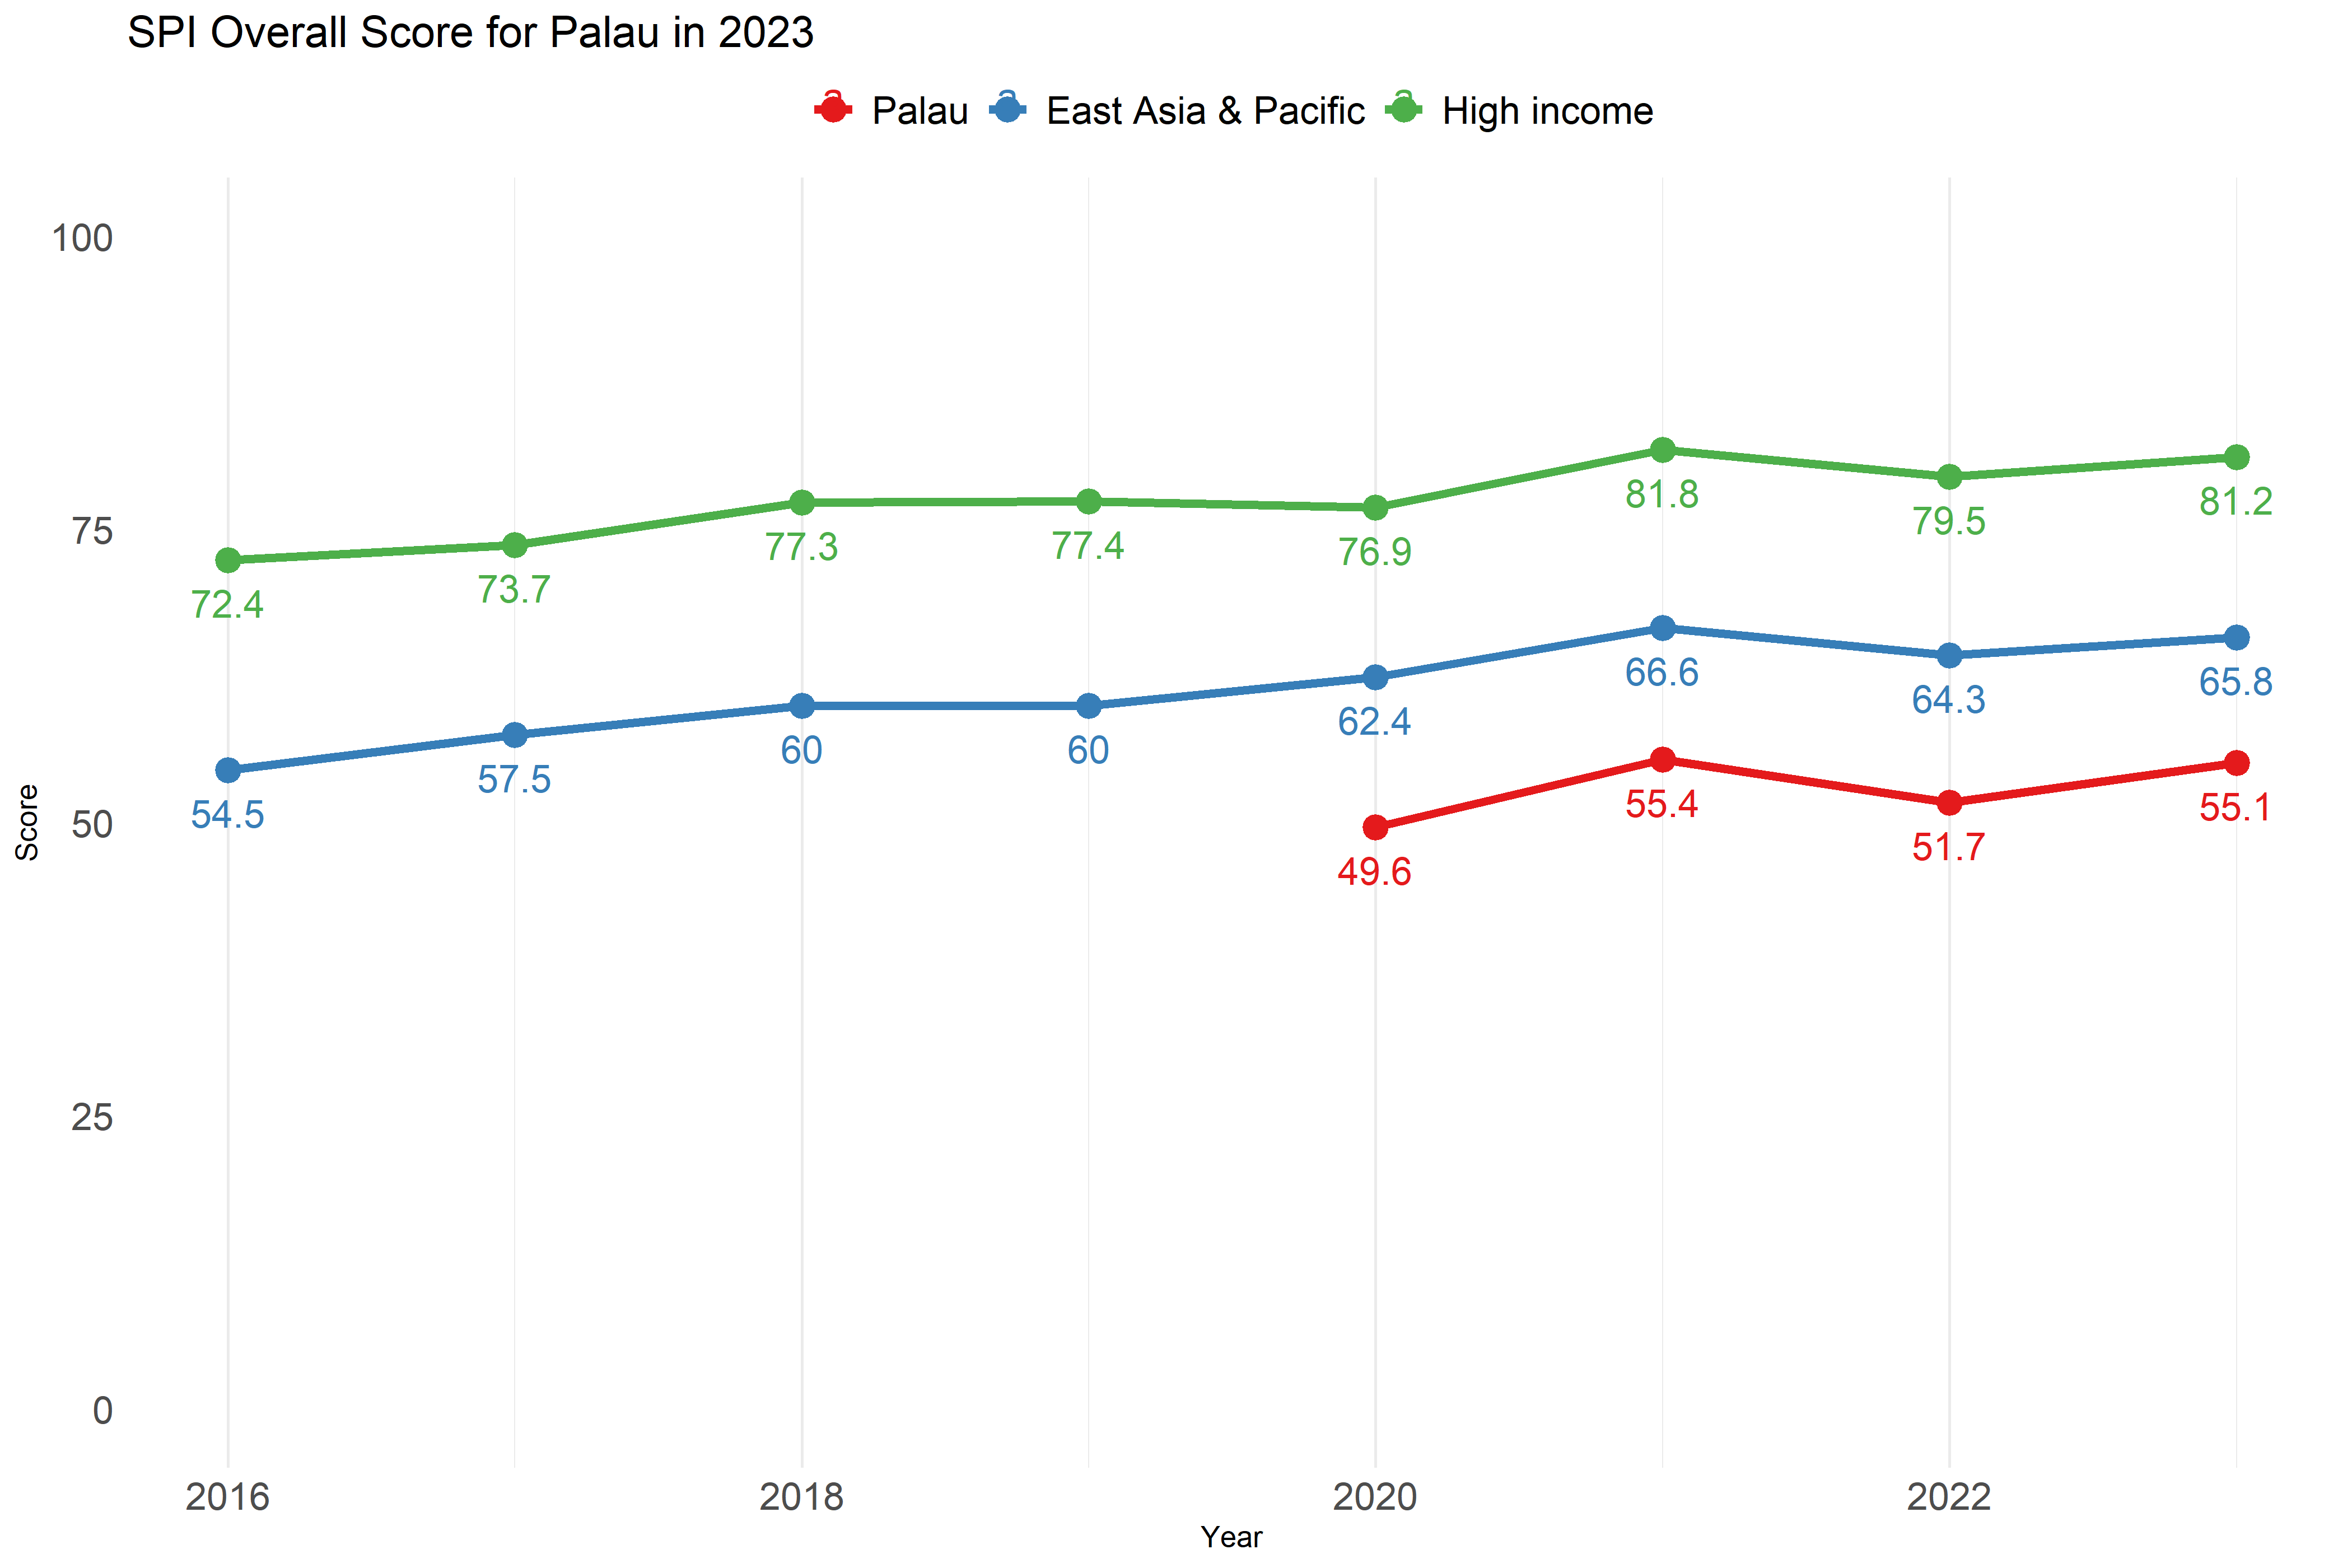 SPI Overall Score for Palau in 2023
Palau East Asia & Pacific High income
100
75
50
25
0
Score
72.4 73.7 77.3 77.4 76.9 81.8 79.5 81.2
54.5 57.5 60 60 62.4 66.6 64.3 65.8
49.6 55.4 51.7 55.1
2016 2018 2020 2022
Year